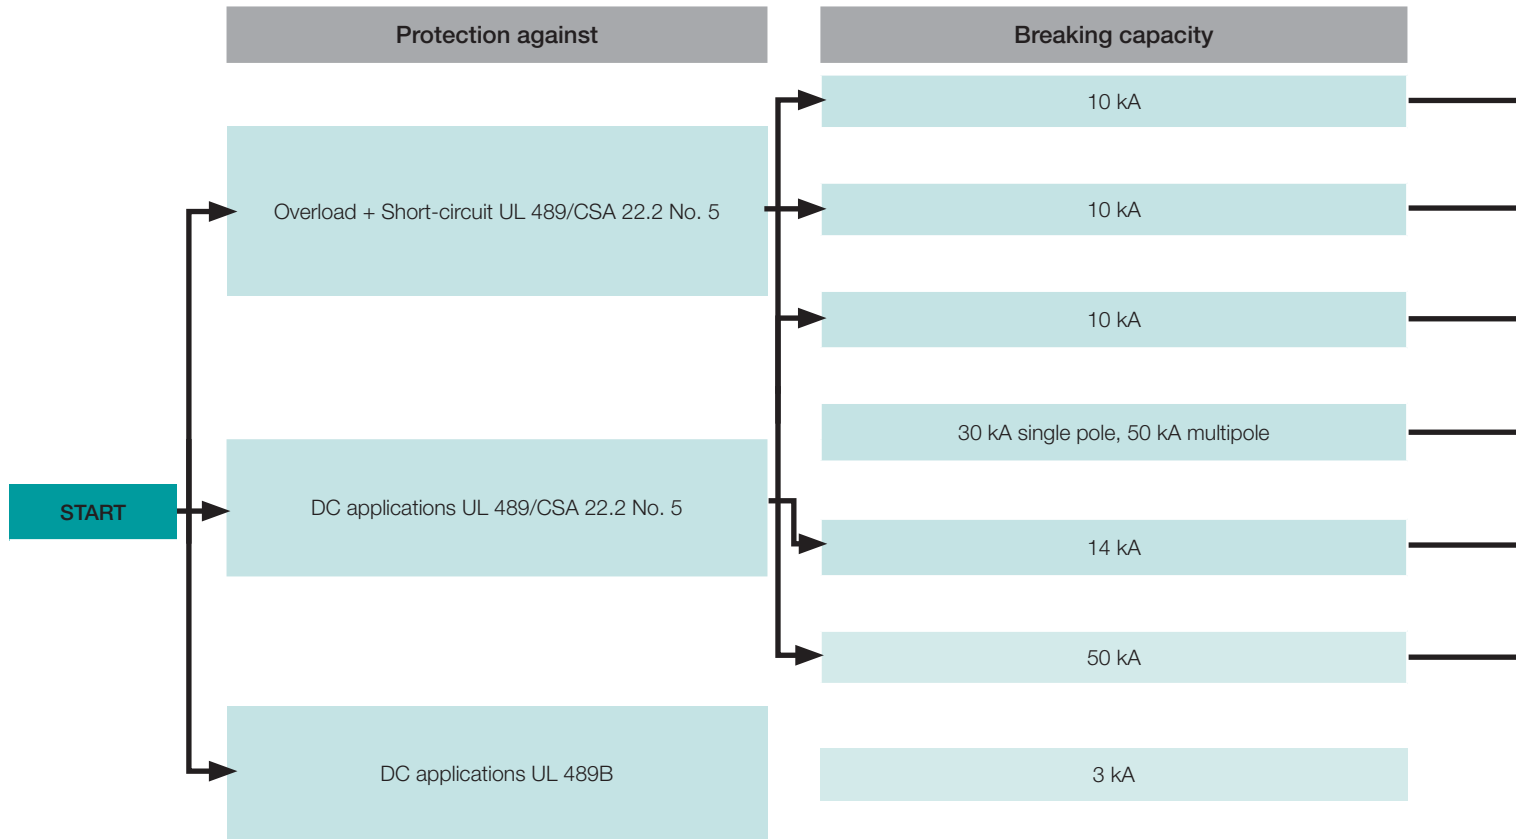 Protection against
Breaking capacity
10 kA
Overload + Short-circuit UL 489/CSA 22.2 No. 5
10 kA
10 kA
30 kA single pole, 50 kA multipole
START
DC applications UL 489/CSA 22.2 No. 5
14 kA
50 kA
DC applications UL 489B
3 kA